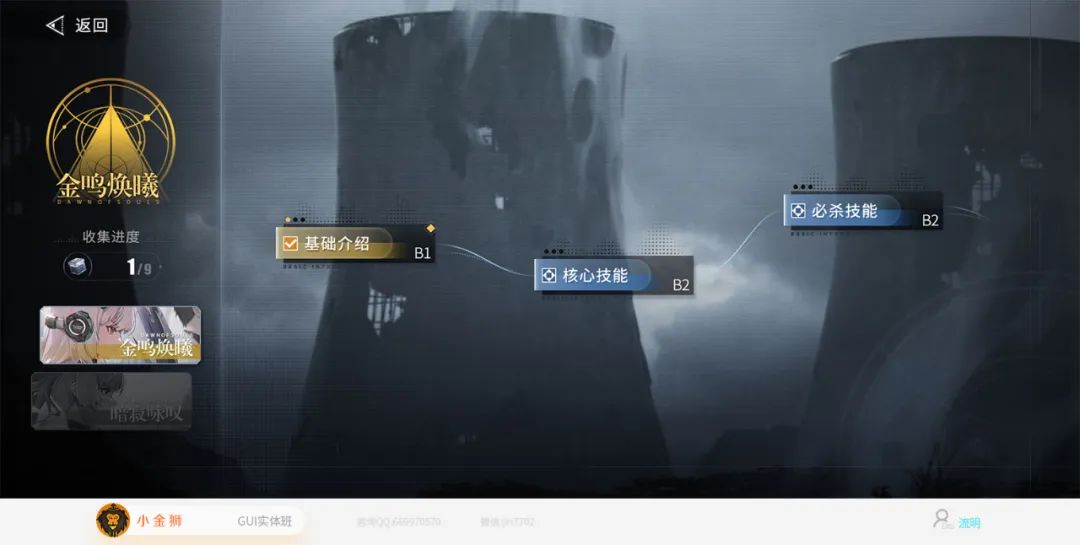 返回
金鸣焕曦
DAWNOFSOULS
收集进度
1/9
DAWNOFSOULS
金鸣焕曦
暗寂咏叹
基础介绍
B1
核心技能
B2
必杀技能
B2
小金狮
GUI实体班
咨询QQ:669970570
微信:jin7702
流明